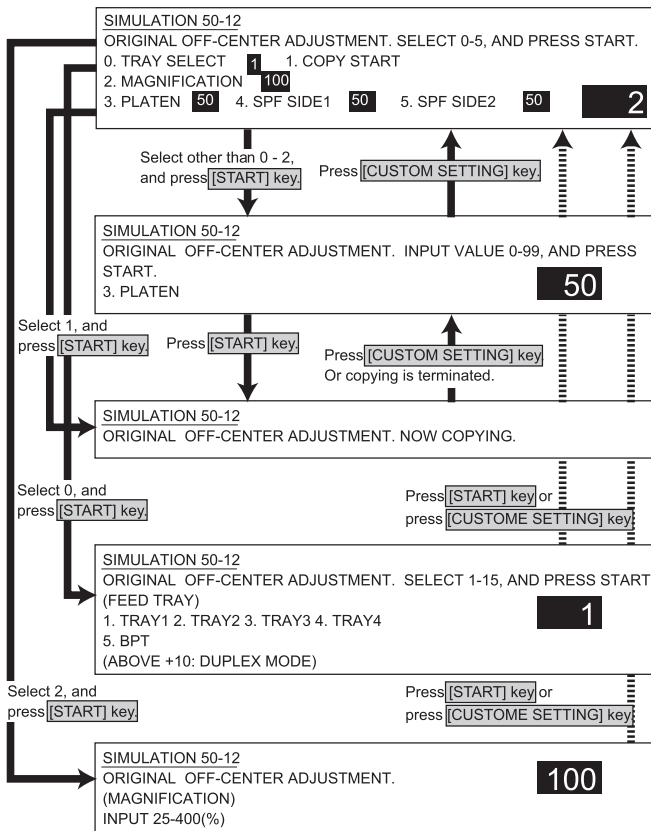 SIMULATION 50-12
ORIGINAL OFF-CENTER ADJUSTMENT. SELECT 0-5, AND PRESS START.
0. TRAY SELECT 1 1. COPY START
2. MAGNIFICATION 100
3. PLATEN 50 4. SPF SIDE1 50 5. SPF SIDE2 50 2
Select other than 0 - 2,
and press [START] key.
Press [CUSTOM SETTING] key.
SIMULATION 50-12
ORIGINAL OFF-CENTER ADJUSTMENT. INPUT VALUE 0-99, AND PRESS
START.
3. PLATEN
50
Select 1, and
press [START] key.
Press [START] key.
Press [CUSTOM SETTING] key.
Or copying is terminated.
SIMULATION 50-12
ORIGINAL OFF-CENTER ADJUSTMENT. NOW COPYING.
Select 0, and
press [START] key.
Press [START] key or
press [CUSTOME SETTING] key
SIMULATION 50-12
ORIGINAL OFF-CENTER ADJUSTMENT. SELECT 1-15, AND PRESS START
(FEED TRAY)
1. TRAY1 2. TRAY2 3. TRAY3 4. TRAY4
5. BPT
(ABOVE +10: DUPLEX MODE)
1
Select 2, and
press [START] key.
Press [START] key or
press [CUSTOME SETTING] key
SIMULATION 50-12
ORIGINAL OFF-CENTER ADJUSTMENT.
(MAGNIFICATION)
INPUT 25-400(%)
100